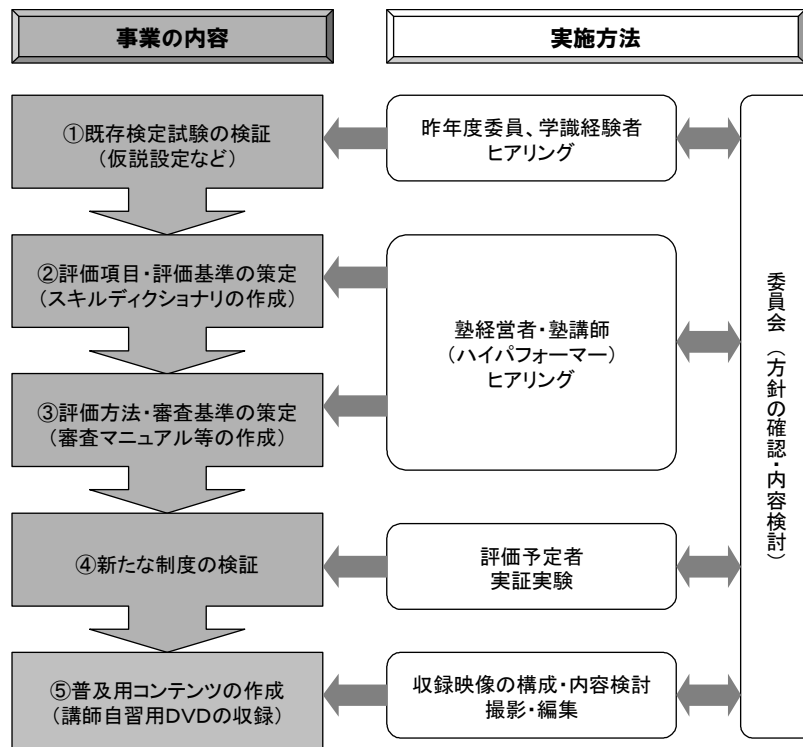 事業の内容
実施方法
①既存検定試験の検証
(仮説設定など)
昨年度委員、学識経験者
ヒアリング
②評価項目・評価基準の策定
(スキルディクショナリの作成)
塾経営者・塾講師
(ハイパフォーマー)
ヒアリング
③評価方法・審査基準の策定
(審査マニュアル等の作成)
④新たな制度の検証
評価予定者
実証実験
⑤普及用コンテンツの作成
(講師自習用DVDの収録)
収録映像の構成・内容検討
撮影・編集
委員会(方針の確認・内容検討)